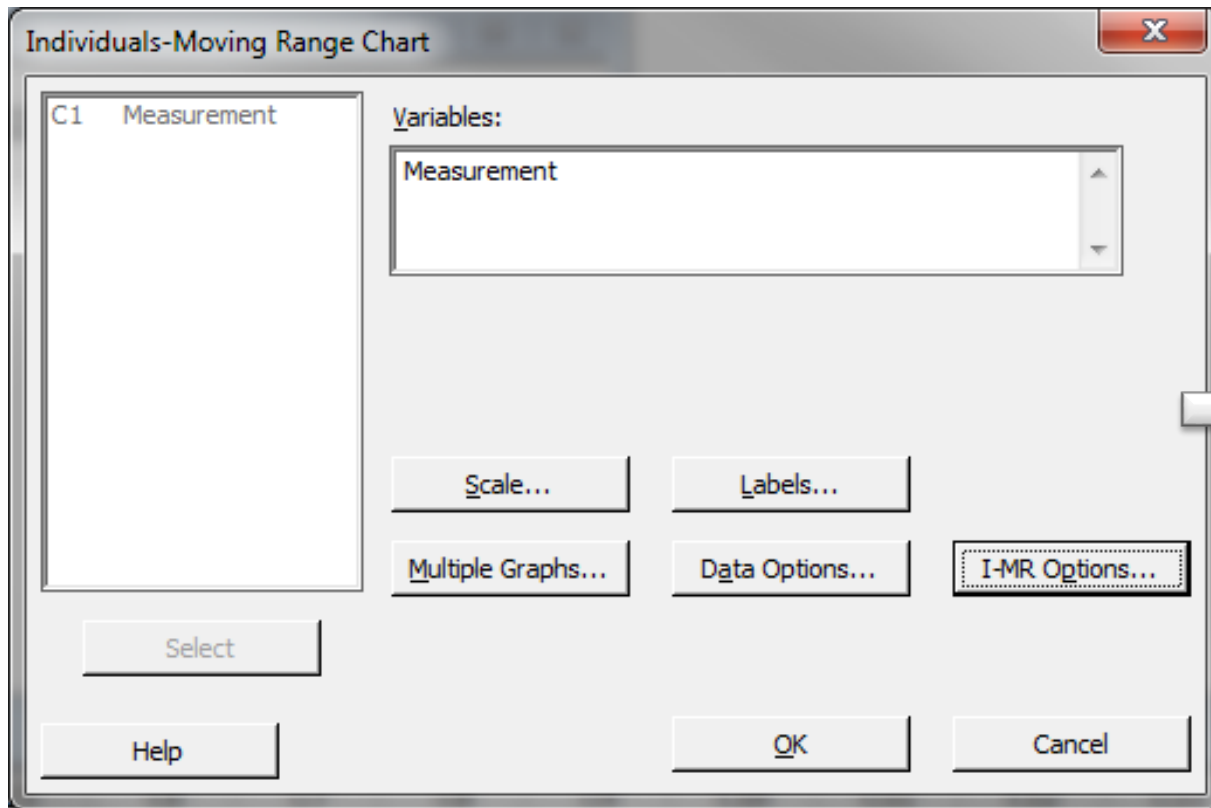 Individuals-Moving Range Chart
C1 Measurement
Variables:
Measurement
Scale...
Labels...
Multiple Graphs...
Data Options...
I-MR Options...
Select
Help
OK
Cancel